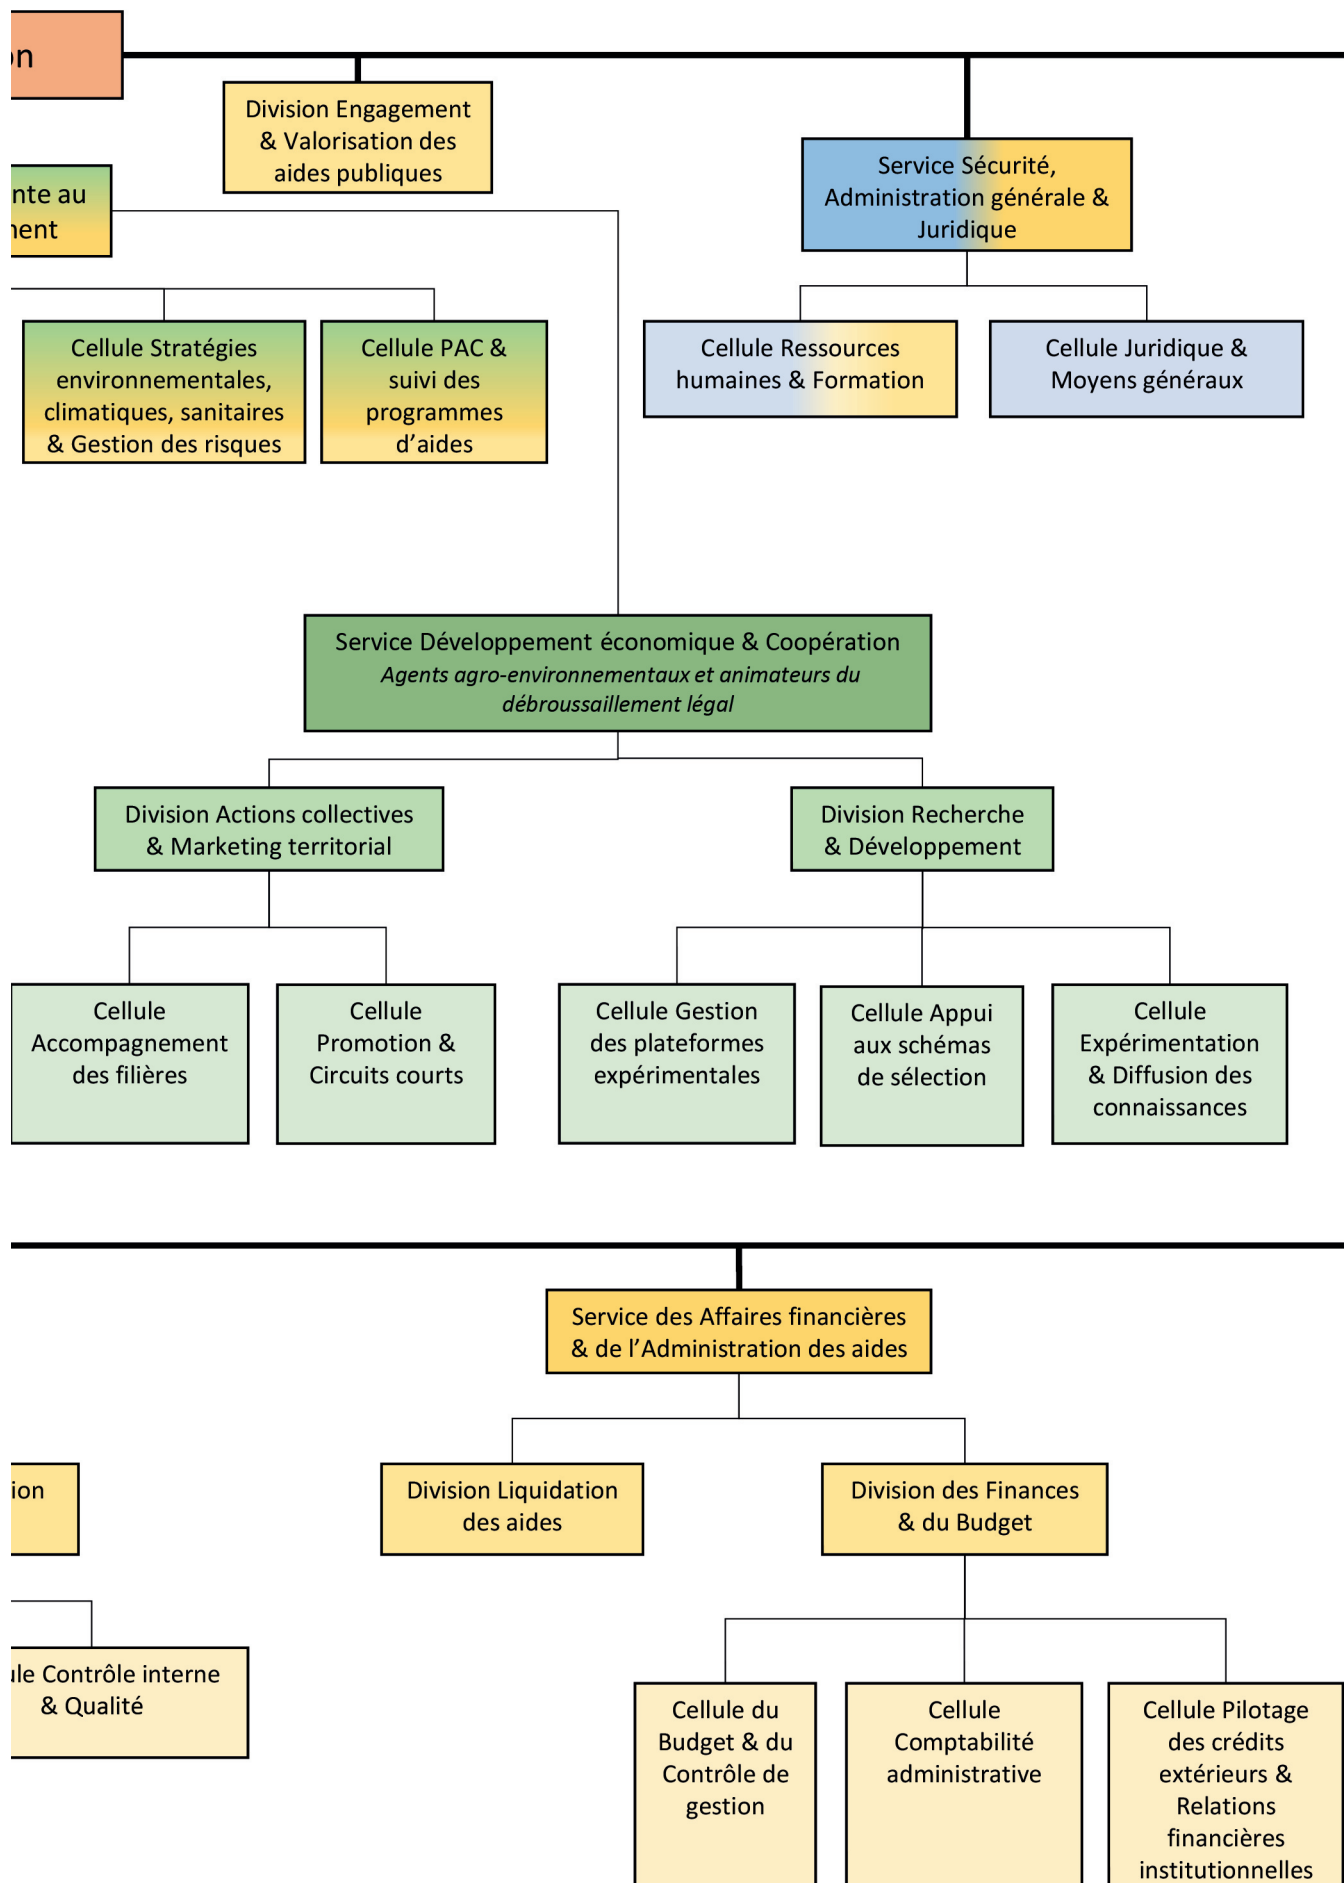 Division Engagement
& Valorisation des
aides publiques
Service Sécurité,
Administration générale &
Juridique
nte au
Cellule Stratégies
environnementales,
climatiques, sanitaires
& Gestion des risques
Cellule PAC &
suivi des
programmes
d’aides
Cellule Ressources
humaines & Formation
Cellule Juridique &
Moyens généraux
Service Développement économique & Coopération
Agents agro-environnementaux et animateurs du
débroussaillement légal
Division Actions collectives
& Marketing territorial
Division Recherche
& Développement
Cellule
Accompagnement
des filières
Cellule
Promotion &
Circuits courts
Cellule Gestion
des plateformes
expérimentales
Cellule Appui
aux schémas
de sélection
Cellule
Expérimentation
& Diffusion des
connaissances
Service des Affaires financières
& de l’Administration des aides
ion
Division Liquidation
des aides
Division des Finances
& du Budget
ule Contrôle interne
& Qualité
Cellule du
Budget & du
Contrôle de
gestion
Cellule
Comptabilité
administrative
Cellule Pilotage
des crédits
extérieurs &
Relations
financières
institutionnelles